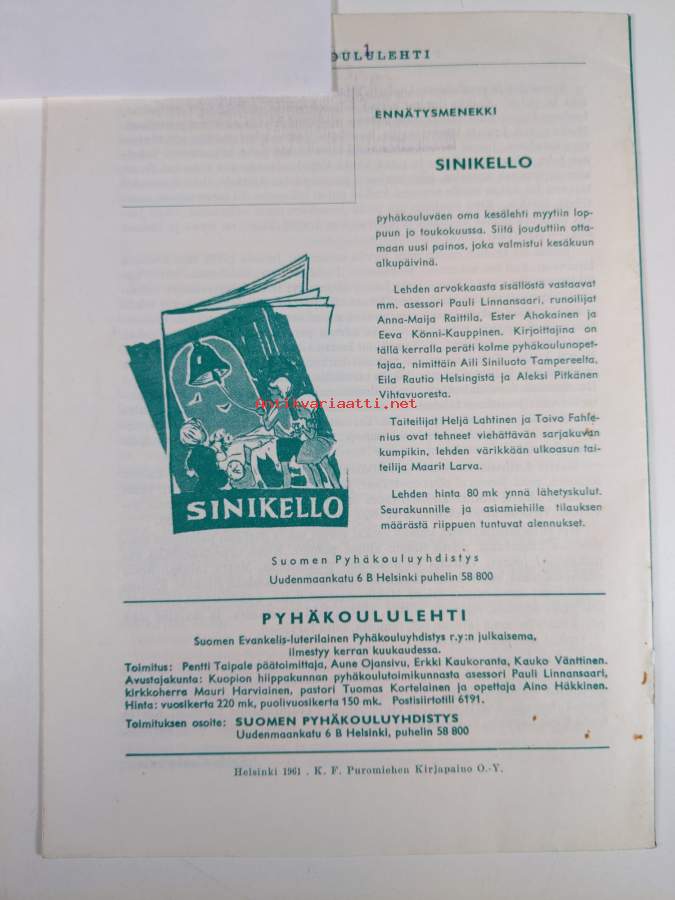 OULULEHTI
1
ENNÄTYSMENEKKI
SINIKELLO
pyhäkouluväen oma kesälehti myytiin lop-
puun jo toukokuussa. Siitä jouduttiin otta-
maan uusi painos, joka valmistui kesäkuun
alkupäivinä.
Lehden arvokkaasta sisällöstä vastaavat
mm. asessori Pauli Linnansaari, runoilijat
Anna-Maija Raittila, Ester Ahokainen ja
Eeva Könni-Kauppinen. Kirjoittajina on
tällä kerralla peräti kolme pyhäkoulunopet-
tajaa, nimittäin Aili Siniluoto Tampereelta,
Eila Rautio Helsingistä ja Aleksi Pitkänen
Vihtavuoresta.
antikvariaatti.net
Taiteilijat Heljä Lahtinen ja Toivo Fahle-
nius ovat tehneet viehättävän sarjakuvan
kumpikin, lehden värikkään ulkoasun tai-
teilija Maarit Larva.
Lehden hinta 80 mk ynnä lähetyskulut.
Seurakunnille ja asiamiehille tilauksen
määrästä riippuen tuntuvat alennukset.
SINIKELLO
Suomen Pyhäkouluyhdistys
Uudenmaankatu 6 B Helsinki puhelin 58 800
PYHÄKOULULEHTI
Suomen Evankelis-luterilainen Pyhäkouluyhdistys r.y:n julkaisema,
ilmestyy kerran kuukaudessa.
Toimitus: Pentti Taipale päätoimittaja, Aune Ojansivu, Erkki Kaukoranta, Kauko Vänttinen.
Avustajakunta: Kuopion hiippakunnan pyhäkoulutoimikunnasta asessori Pauli Linnansaari,
kirkkoherra Mauri Harviainen, pastori Tuomas Kortelainen ja opettaja Aino Häkkinen.
Hinta: vuosikerta 220 mk, puolivuosikerta 150 mk. Postisiirtotili 6191.
Toimituksen osoite: SUOMEN PYHÄKOULUYHDISTYS
Uudenmaankatu 6 B Helsinki, puhelin 58 800
Helsinki 1961 . K. F. Puromiehen Kirjapaino O.-Y.